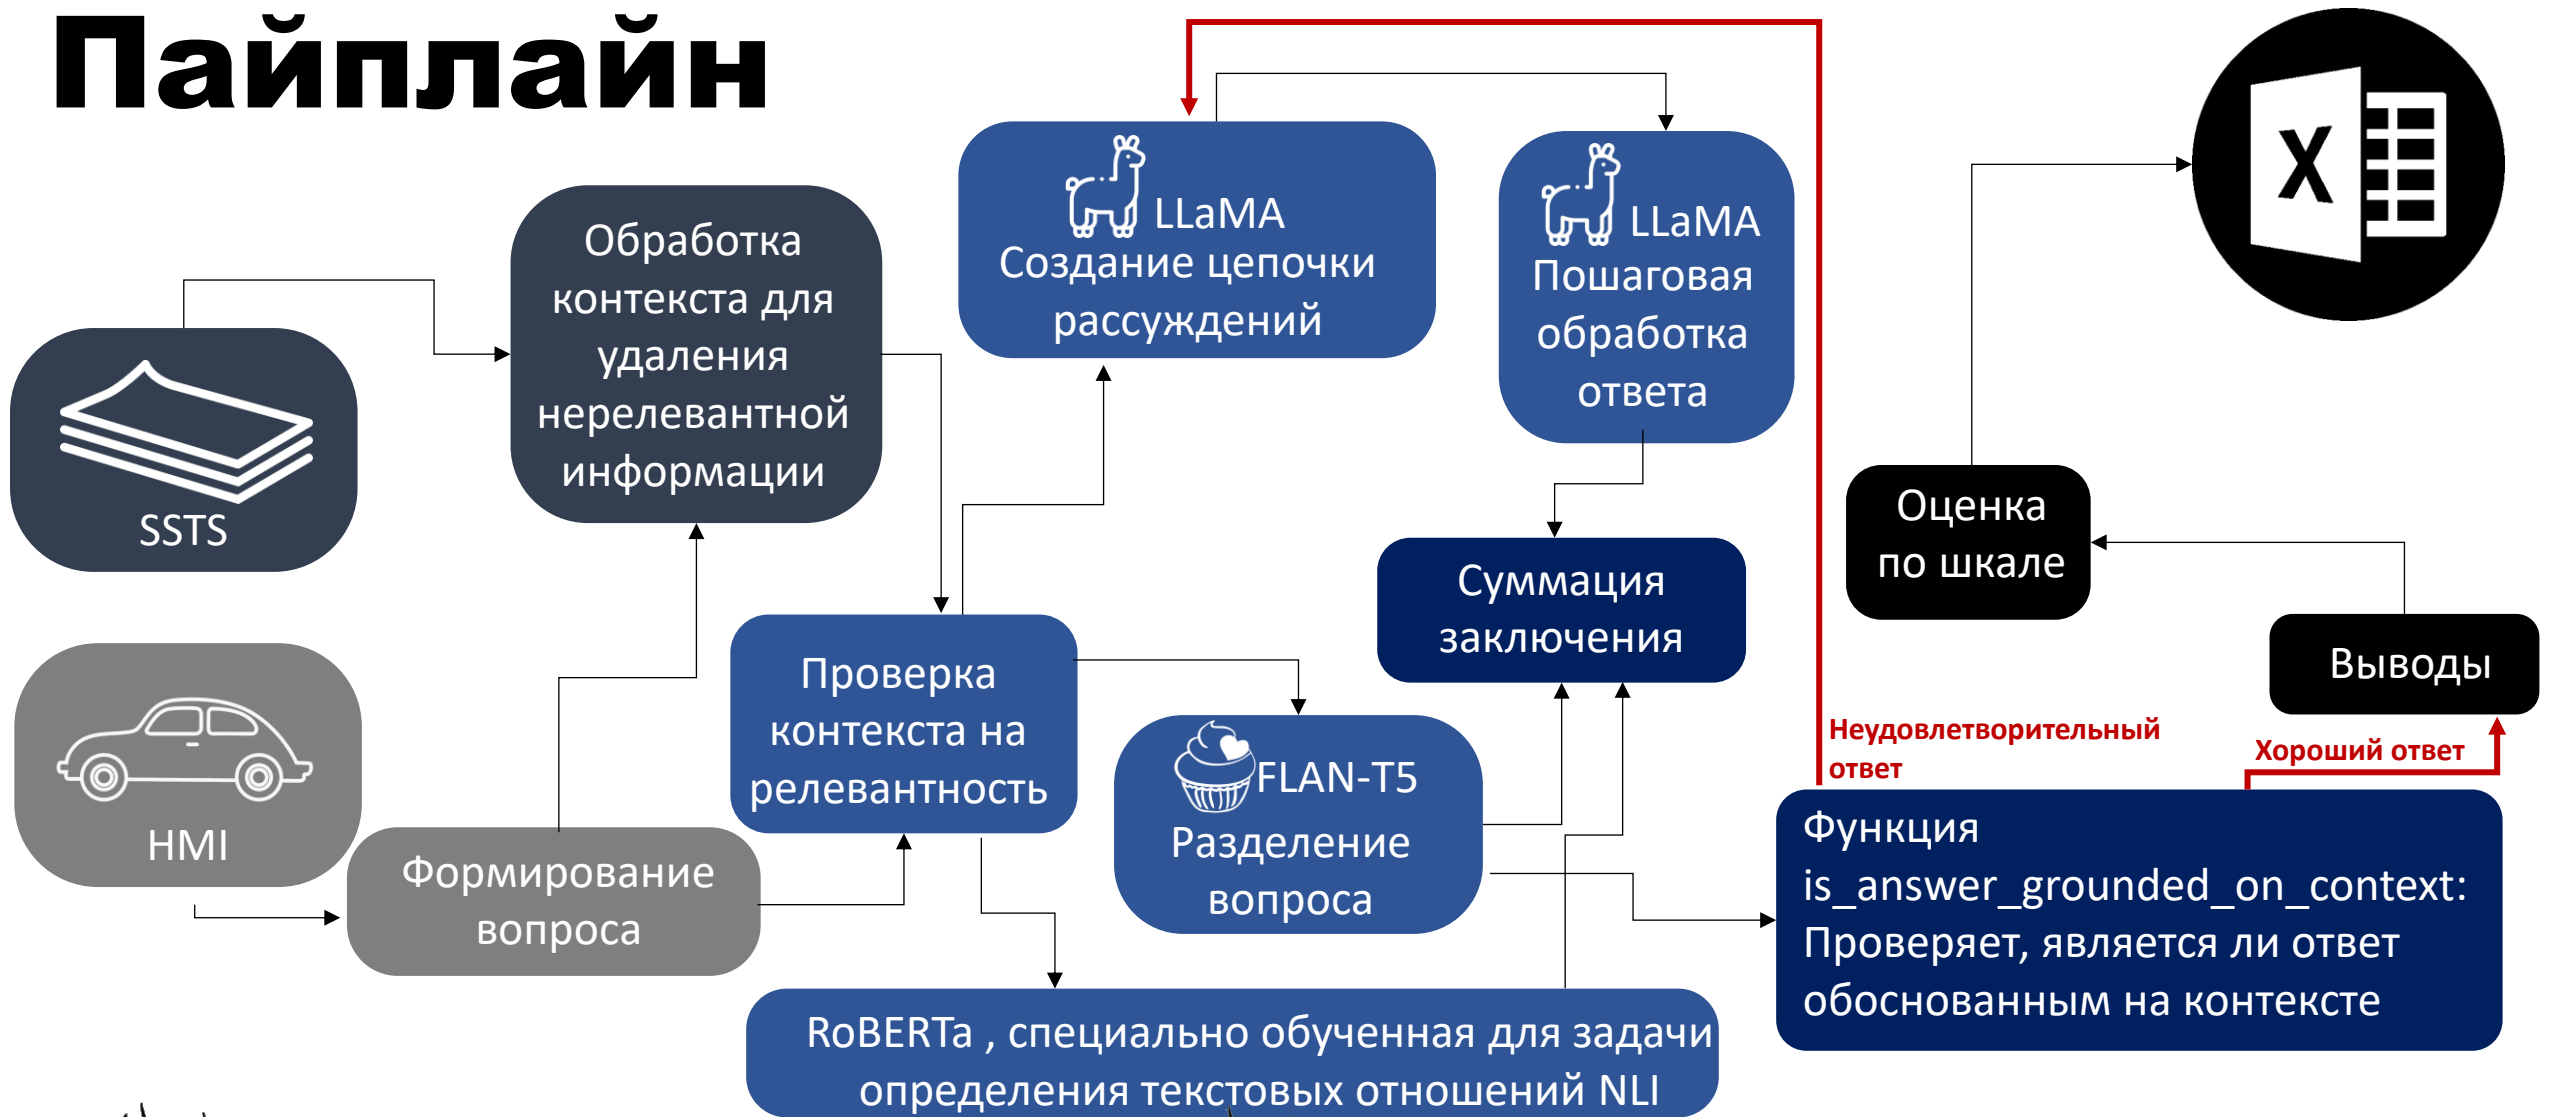 Пайплайн
SSTS
HMI
Обработка
контекста для
удаления
нерелевантной
информации
Формирование
вопроса
Проверка
контекста на
релевантность
LLaMA
Создание цепочки
рассуждений
LLaMA
Пошаговая
обработка
ответа
Суммация
заключения
FLAN-T5
Разделение
вопроса
RoBERTa , специально обученная для задачи
определения текстовых отношений NLI
Неудовлетворительный
ответ
Хороший ответ
Функция
is_answer_grounded_on_context:
Проверяет, является ли ответ
обоснованным на контексте
Выводы
Оценка
по шкале
X